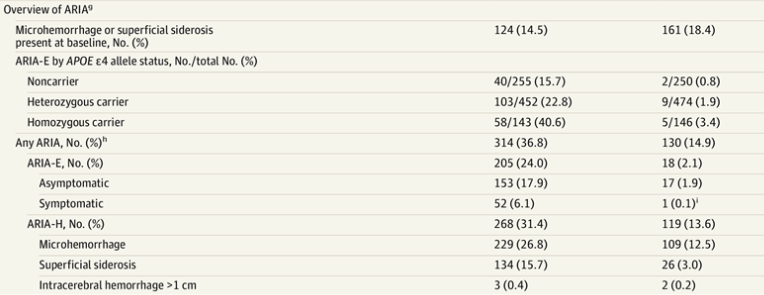 Overview of ARIAᵍ
Microhemorrhage or superficial siderosis
present at baseline, No. (%) 124 (14.5) 161 (18.4)
ARIA-E by APOE ε4 allele status, No./total No. (%)
Noncarrier 40/255 (15.7) 2/250 (0.8)
Heterozygous carrier 103/452 (22.8) 9/474 (1.9)
Homozygous carrier 58/143 (40.6) 5/146 (3.4)
Any ARIA, No. (%)ʰ 314 (36.8) 130 (14.9)
ARIA-E, No. (%) 205 (24.0) 18 (2.1)
Asymptomatic 153 (17.9) 17 (1.9)
Symptomatic 52 (6.1) 1 (0.1)ⁱ
ARIA-H, No. (%) 268 (31.4) 119 (13.6)
Microhemorrhage 229 (26.8) 109 (12.5)
Superficial siderosis 134 (15.7) 26 (3.0)
Intracerebral hemorrhage >1 cm 3 (0.4) 2 (0.2)